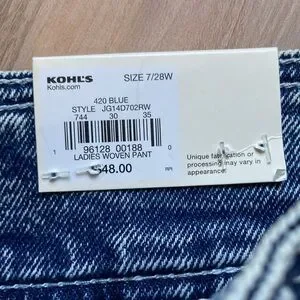 KOHL'S
Kohls.com
SIZE 7/28W
420 BLUE
STYLE JG14D702RW
744 30 35
1 96128 00188 0
LADIES WOVEN PANT
$48.00
RPI
Unique fabrication or
processing may vary in
appearance.